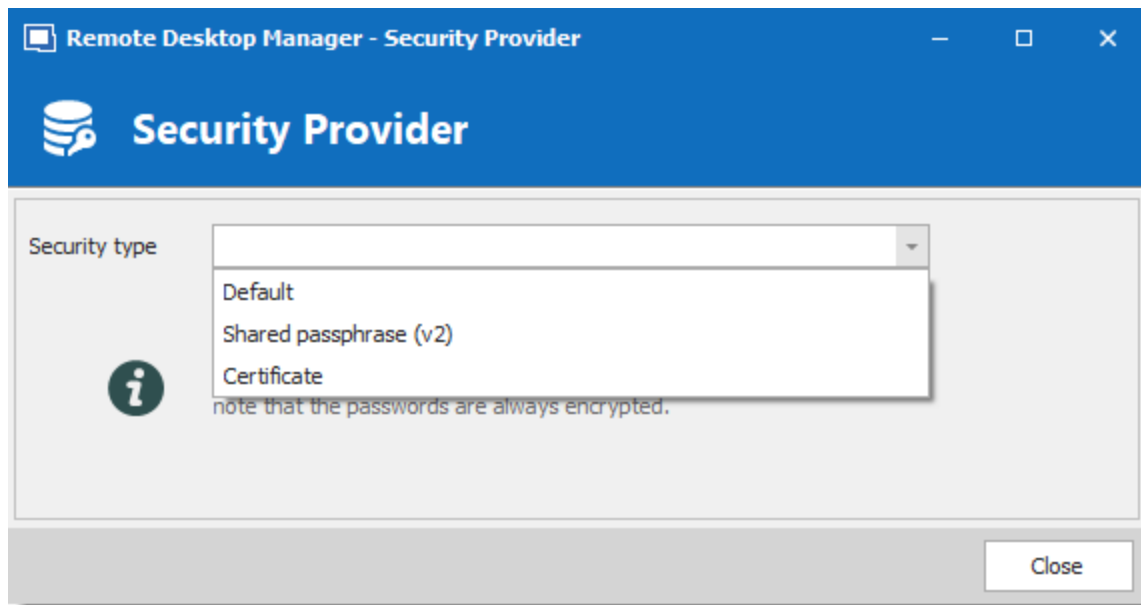 Remote Desktop Manager - Security Provider
Security Provider
Security type
Default
Shared passphrase (v2)
Certificate
note that the passwords are always encrypted.
Close